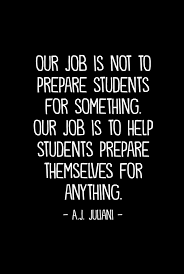 OUR JOB IS NOT TO
PREPARE STUDENTS
FOR SOMETHING.
OUR JOB IS TO HELP
STUDENTS PREPARE
THEMSELVES FOR
ANYTHING.
- A.J. JULIANI -